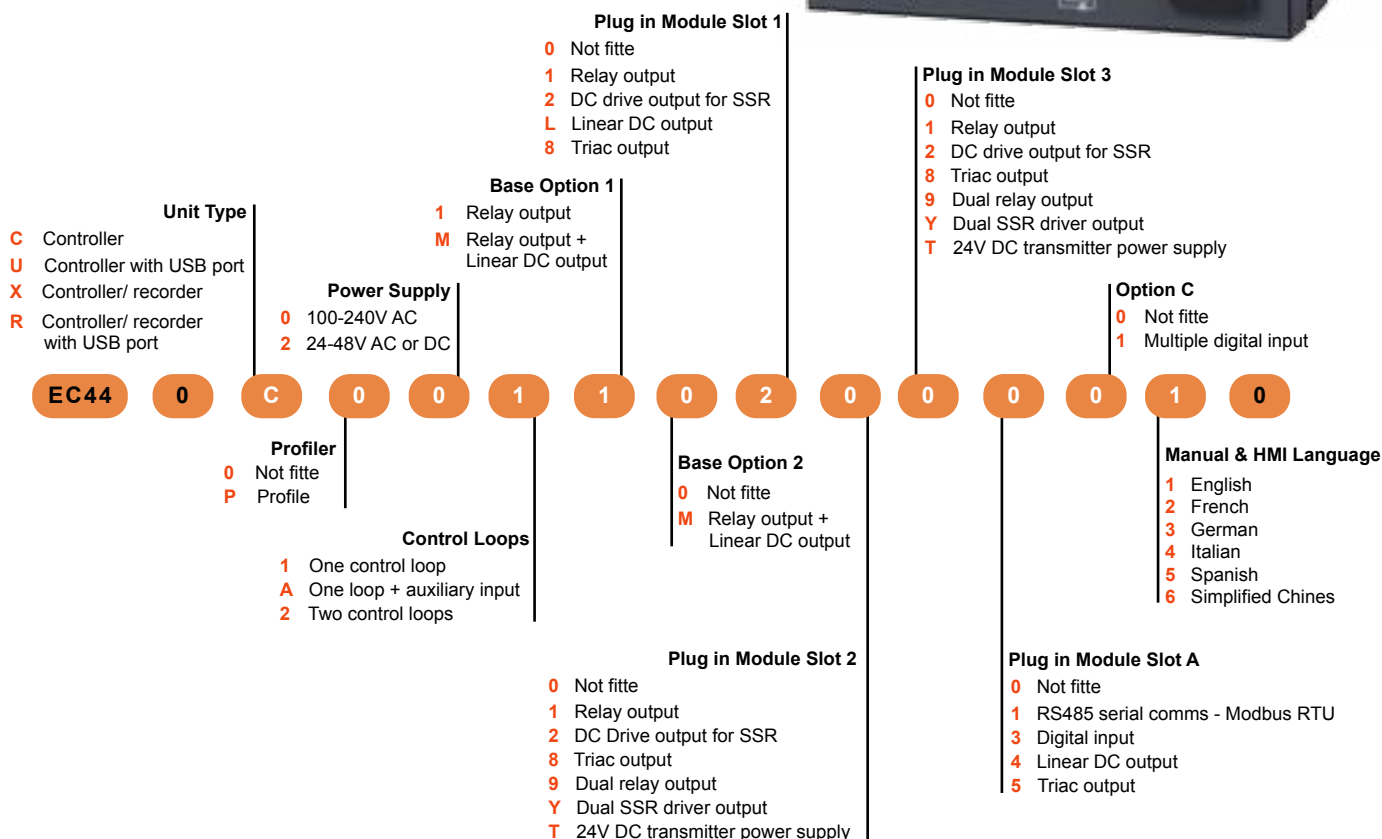 Plug in Module Slot 1
0 Not fitte
1 Relay output
2 DC drive output for SSR
L Linear DC output
8 Triac output
Plug in Module Slot 3
0 Not fitte
1 Relay output
2 DC drive output for SSR
8 Triac output
9 Dual relay output
Y Dual SSR driver output
T 24V DC transmitter power supply
Base Option 1
1 Relay output
M Relay output +
Linear DC output
Unit Type
C Controller
U Controller with USB port
X Controller/ recorder
R Controller/ recorder
with USB port
Power Supply
0 100-240V AC
2 24-48V AC or DC
Option C
0 Not fitte
1 Multiple digital input
EC44 0 C 0 0 1 1 0 2 0 0 0 0 1 0
Profiler
0 Not fitte
P Profile
Control Loops
1 One control loop
A One loop + auxiliary input
2 Two control loops
Base Option 2
0 Not fitte
M Relay output +
Linear DC output
Manual & HMI Language
1 English
2 French
3 German
4 Italian
5 Spanish
6 Simplified Chines
Plug in Module Slot 2
0 Not fitte
1 Relay output
2 DC Drive output for SSR
8 Triac output
9 Dual relay output
Y Dual SSR driver output
T 24V DC transmitter power supply
Plug in Module Slot A
0 Not fitte
1 RS485 serial comms - Modbus RTU
3 Digital input
4 Linear DC output
5 Triac output